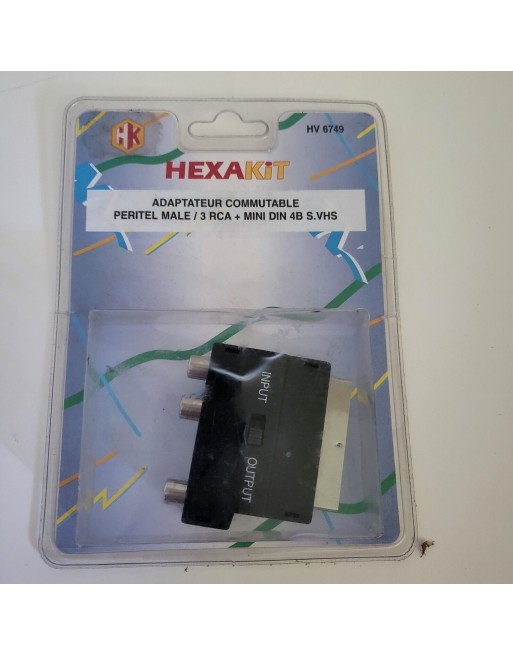 HK
HV 6749
HEXAKiT
ADAPTATEUR COMMUTABLE
PERITEL MALE / 3 RCA + MINI DIN 4B S.VHS
INPUT
OUTPUT